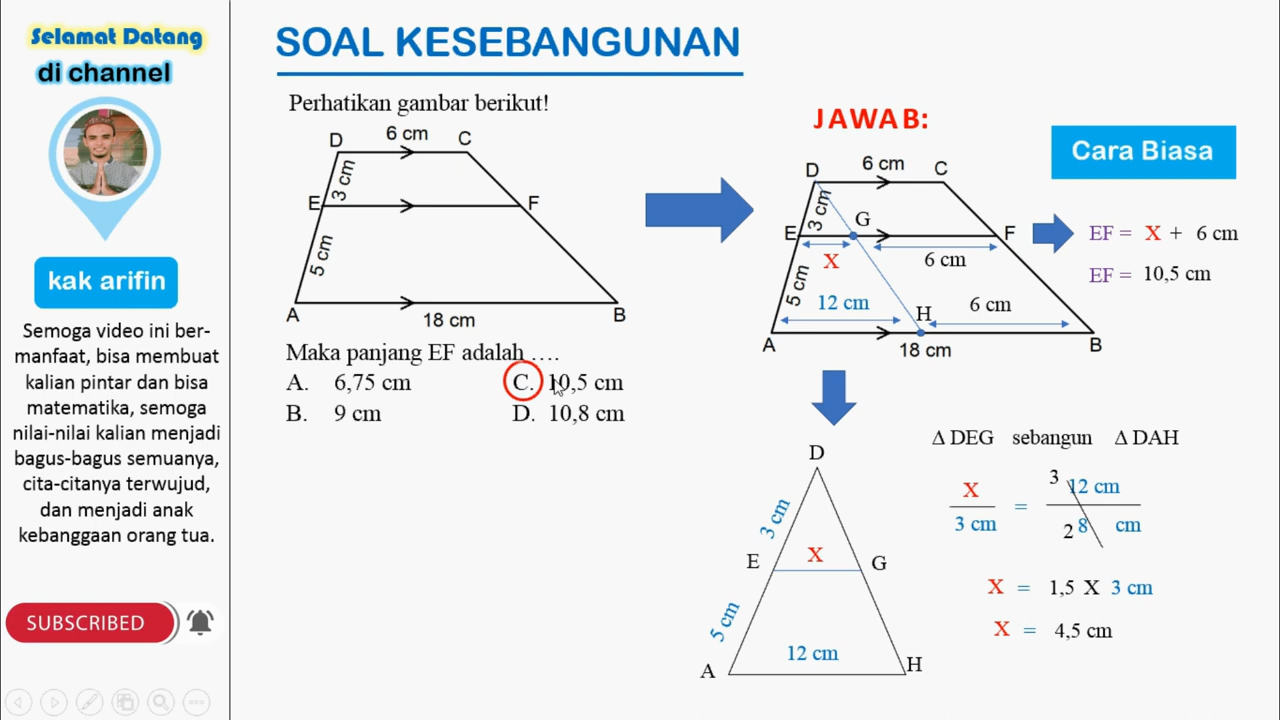 Selamat Datang
di channel
kak arifin
Semoga video ini ber-
manfaat, bisa membuat
kalian pintar dan bisa
matematika, semoga
nilai-nilai kalian menjadi
bagus-bagus semuanya,
cita-citanya terwujud,
dan menjadi anak
kebanggaan orang tua.
SUBSCRIBED
SOAL KESEBANGUNAN
Perhatikan gambar berikut!
D 6 cm C
3 cm
E F
5 cm
A 18 cm B
Maka panjang EF adalah ....
A. 6,75 cm C. 10,5 cm
B. 9 cm D. 10,8 cm
JAWAB:
Cara Biasa
D 6 cm C
3 cm G
E F
X 6 cm
5 cm 12 cm H 6 cm
A 18 cm B
EF = X + 6 cm
EF = 10,5 cm
D
3 cm
E X G
5 cm
12 cm
A H
Δ DEG sebangun Δ DAH
X = 3 12 cm
3 cm 2 8 cm
X = 1,5 X 3 cm
X = 4,5 cm